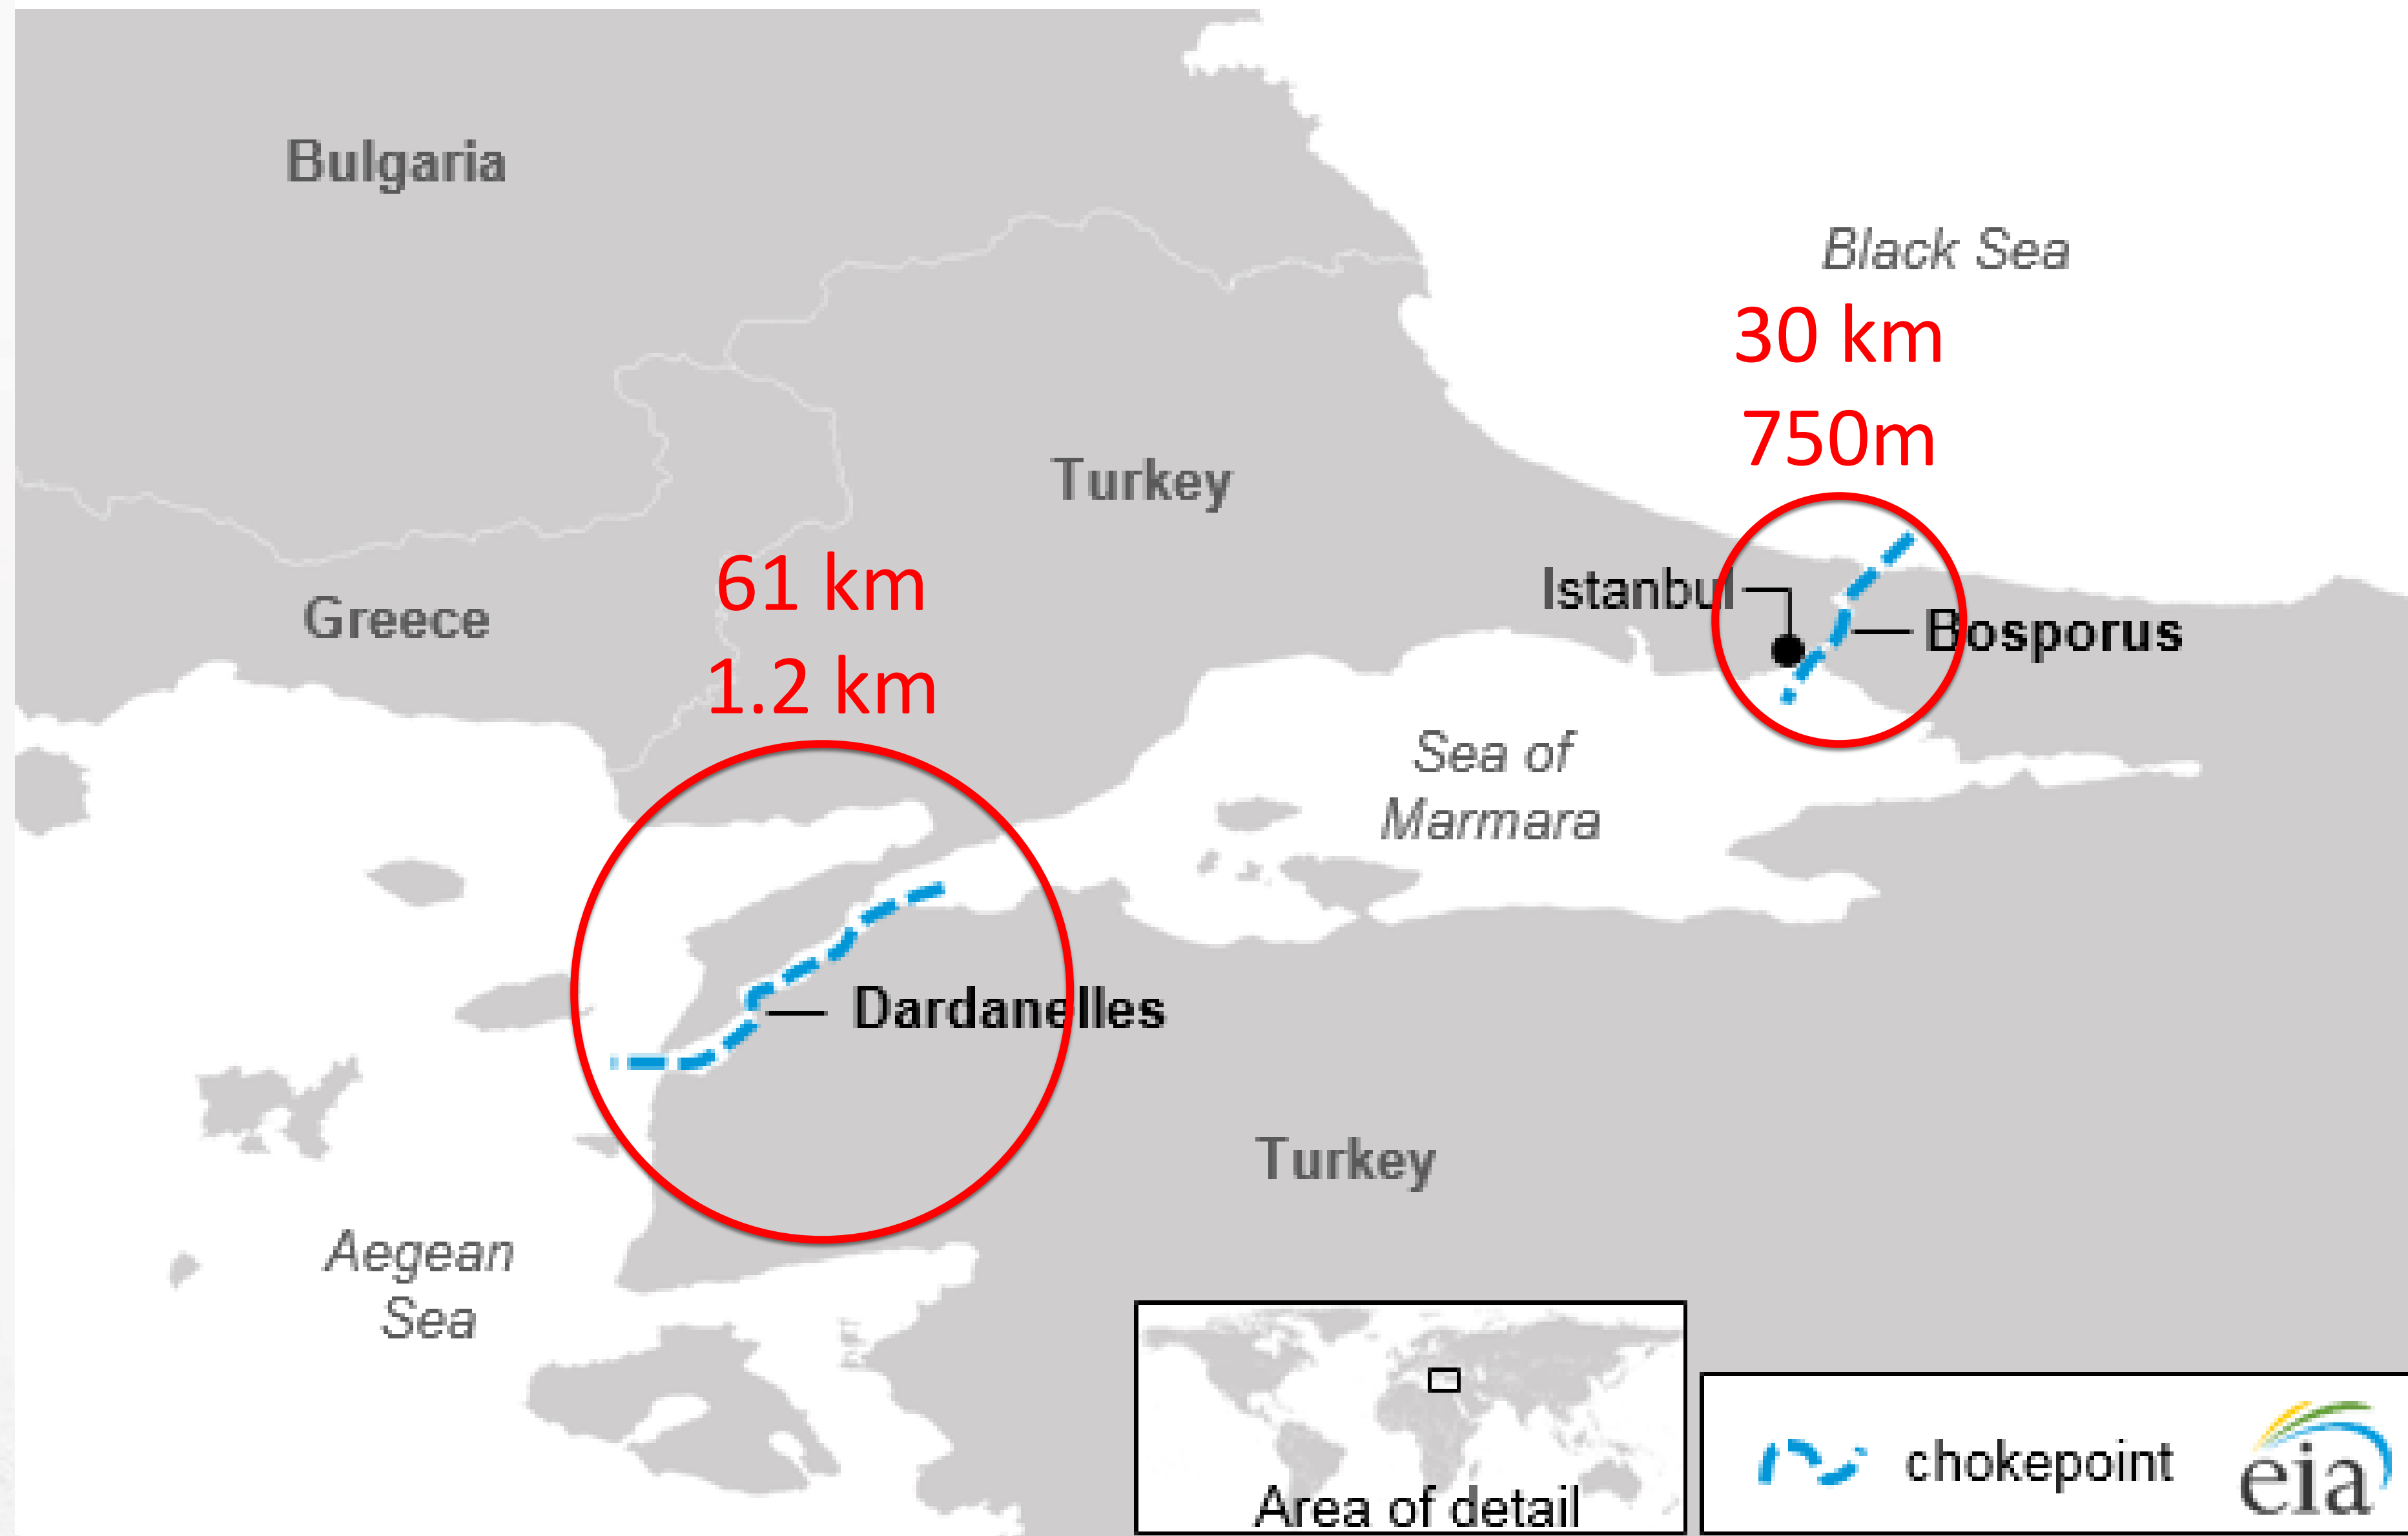 Bulgaria
Black Sea
30 km
750m
Turkey
61 km
1.2 km
Greece
Istanbul
Bosporus
Sea of
Marmara
Dardanelles
Turkey
Aegean
Sea
Area of detail
chokepoint
eia